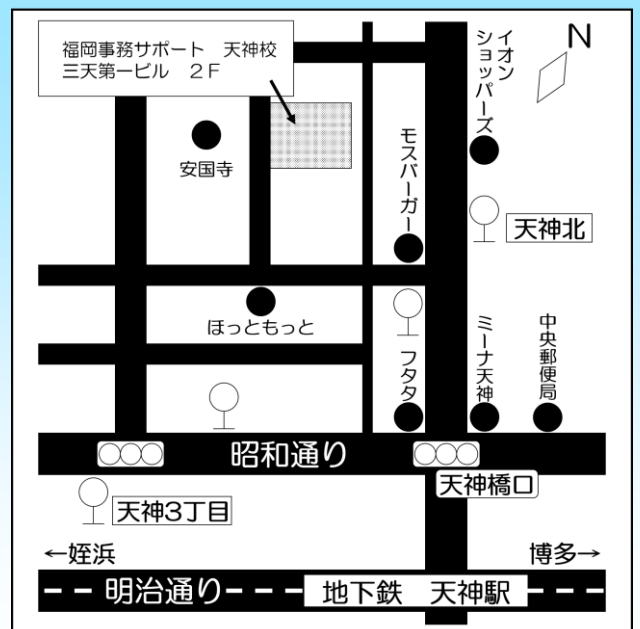 福岡事務サポート　天神校
三天第一ビル　２Ｆ
イオン
ショッパーズ
N
安国寺
モスバーガー
天神北
ほっともっと
フタタ
ミーナ天神
中央郵便局
昭和通り
天神橋口
天神3丁目
←姪浜
博多→
明治通り
地下鉄　天神駅